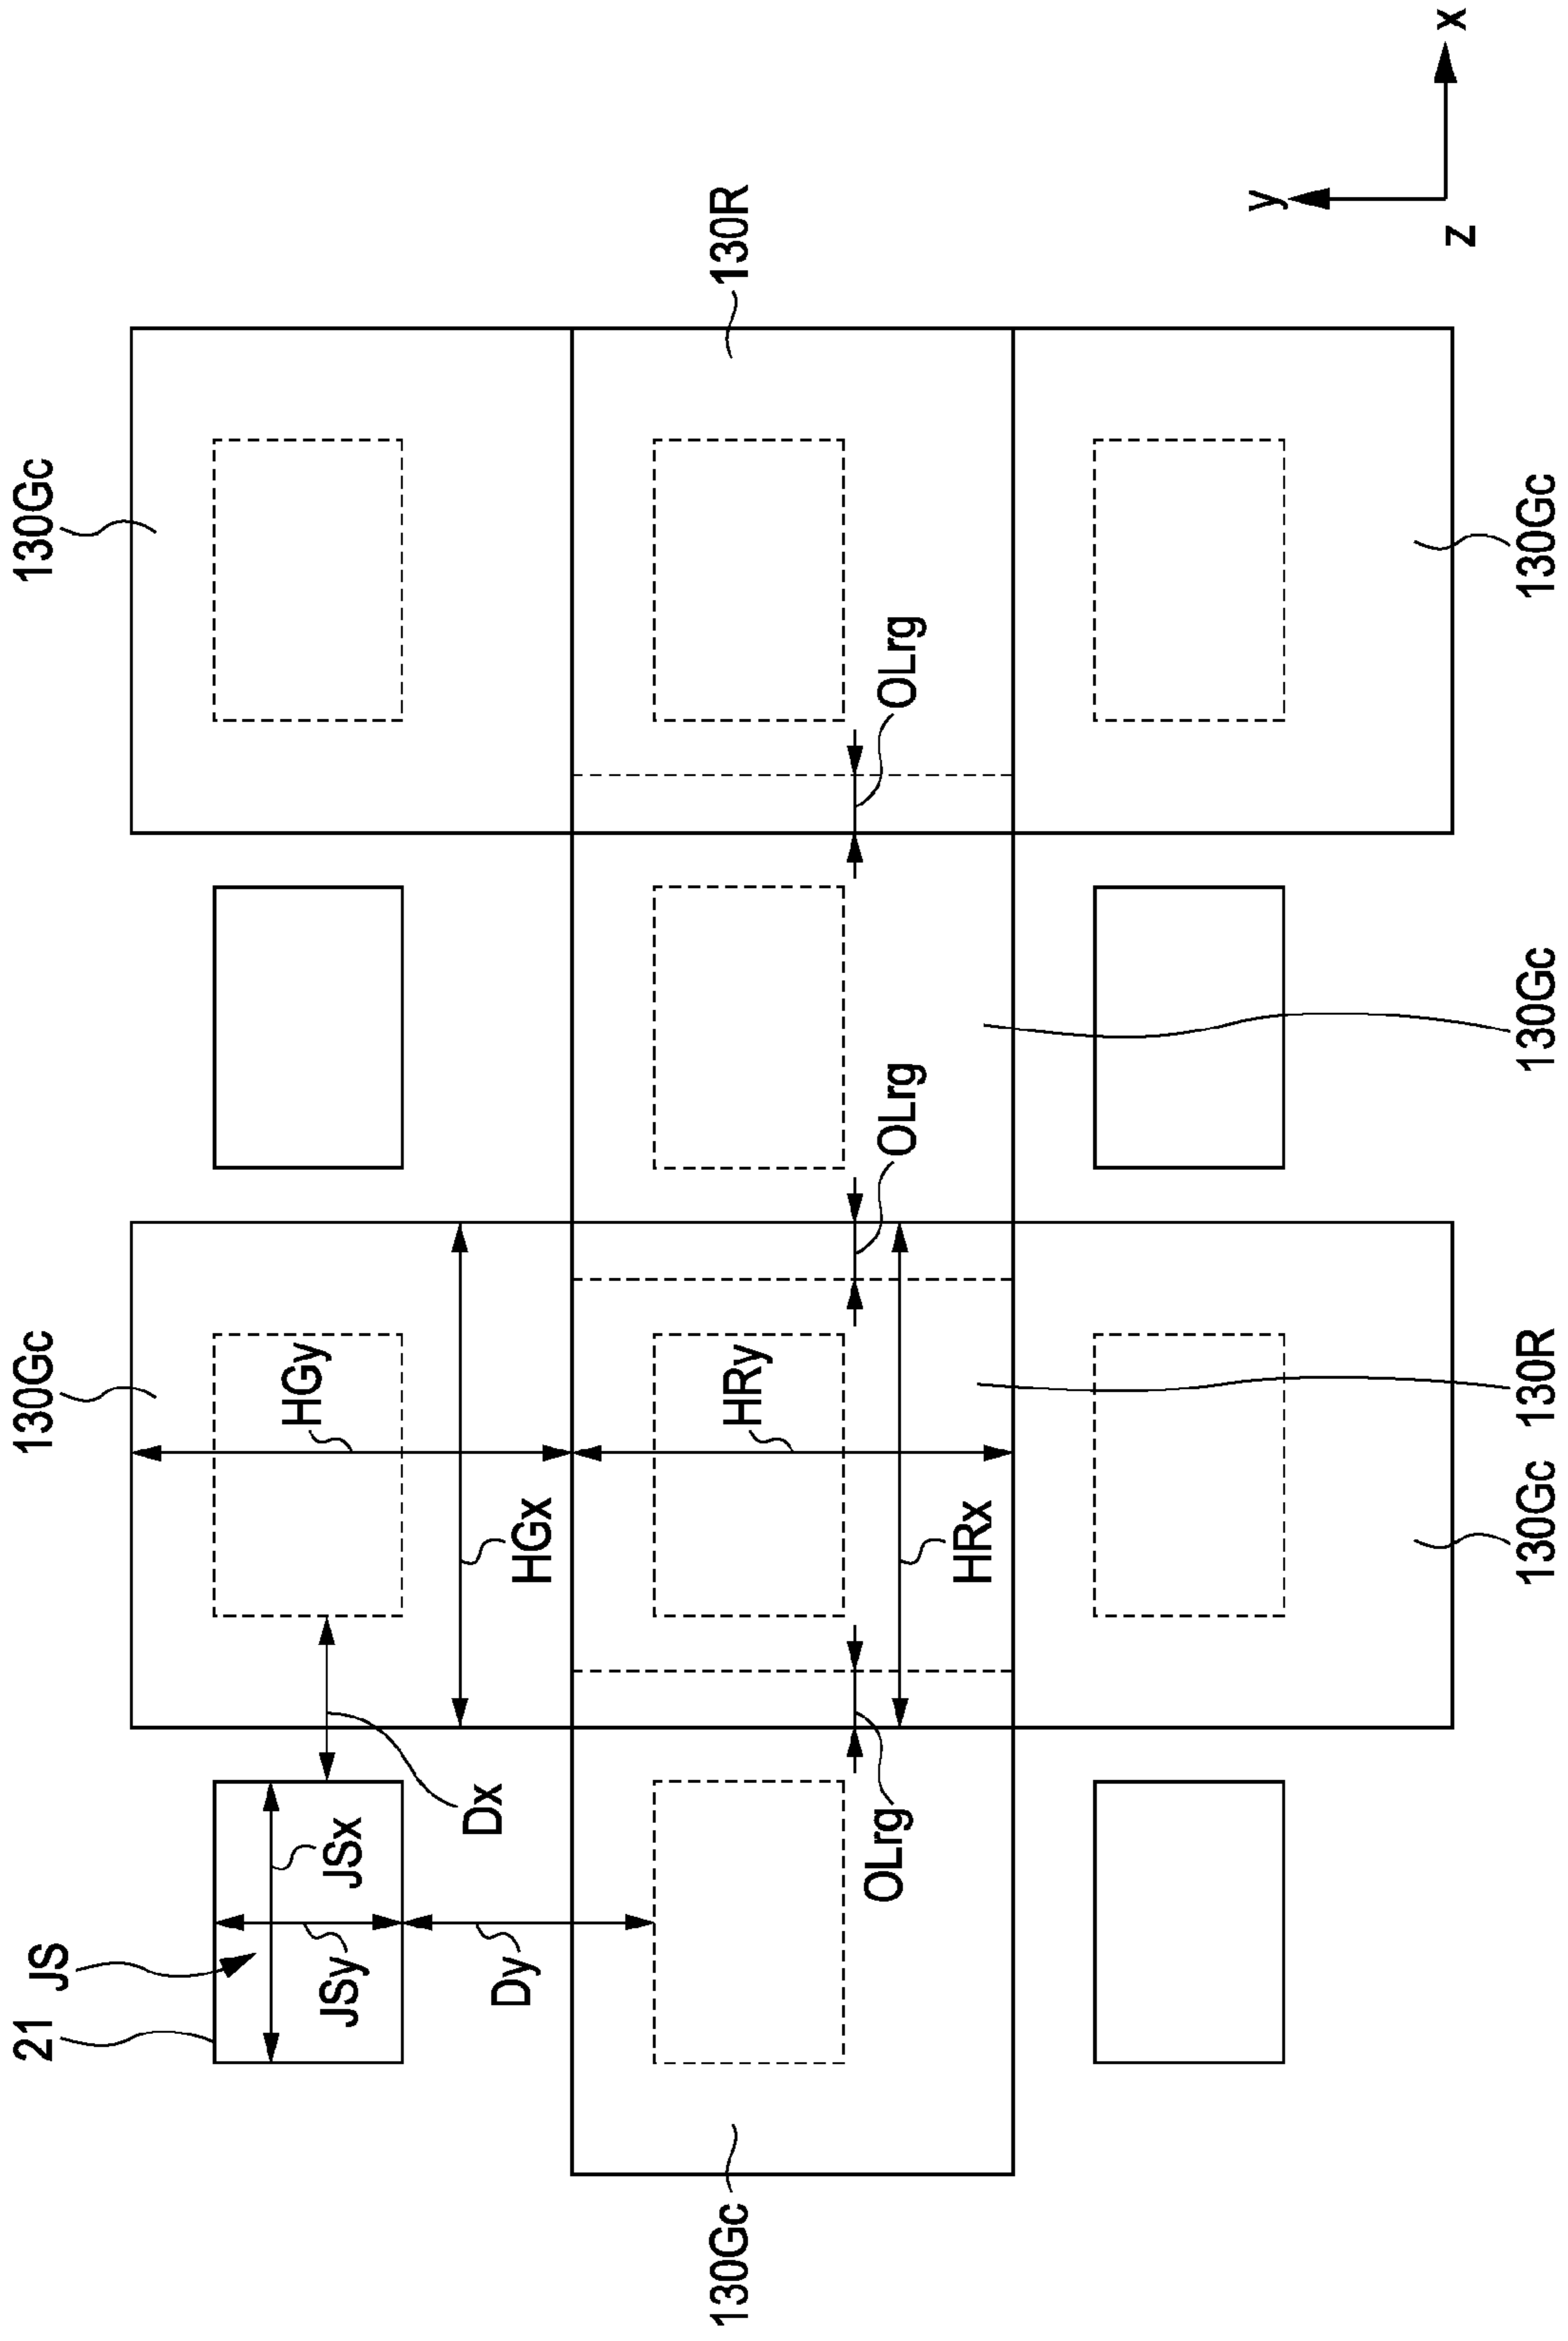 130Gc
130Gc
21
JS
130R
HGy
HRy
HGx
HRx
JSx
JSy
Dx
Dy
OLrg
OLrg
OLrg
130Gc
130Gc
130R
130Gc
130Gc
y
z
x